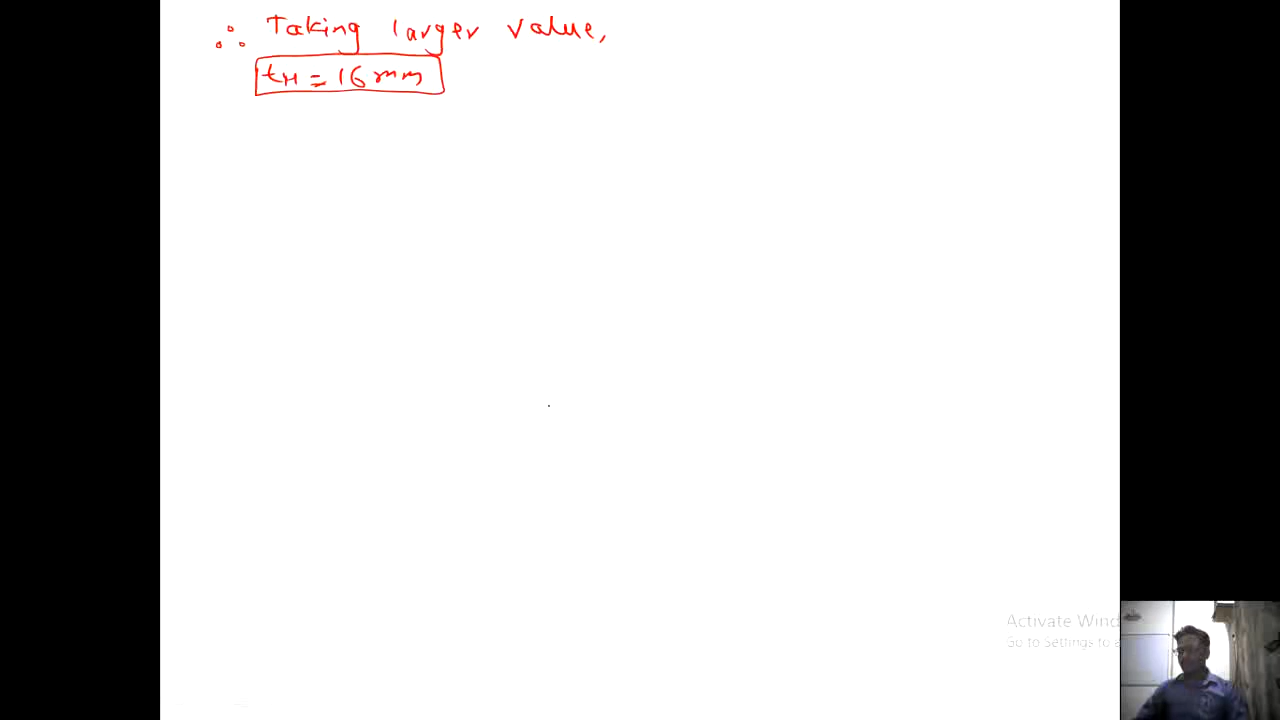 ∴ Taking larger value,
tH = 16 mm
Activate Wind
Go to Settings to a